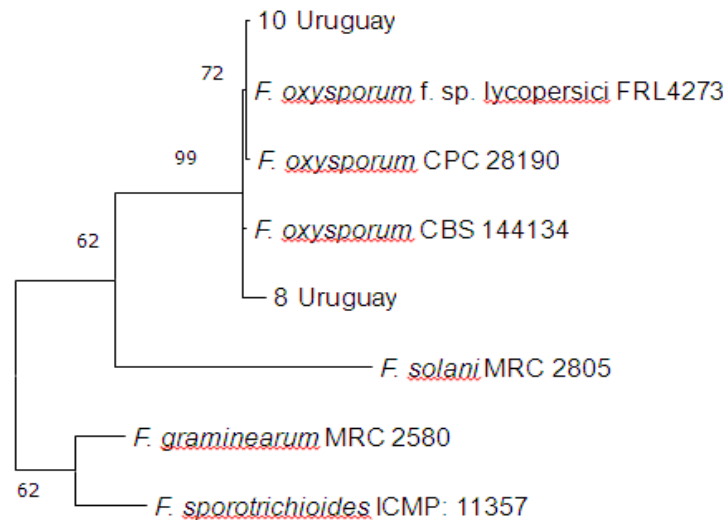 10 Uruguay
72
F. oxysporum f. sp. lycopersici FRL4273
99
F. oxysporum CPC 28190
62
F. oxysporum CBS 144134
8 Uruguay
F. solani MRC 2805
F. graminearum MRC 2580
62
F. sporotrichioides ICMP: 11357